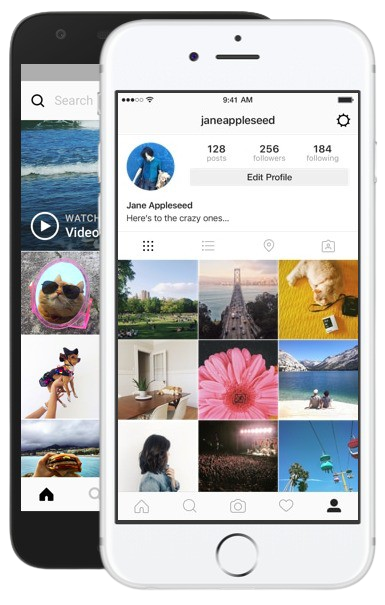 Search
WATCH
Video
9:41 AM
janeappleseed
128
posts
256
followers
184
following
Edit Profile
Jane Appleseed
Here's to the crazy ones...